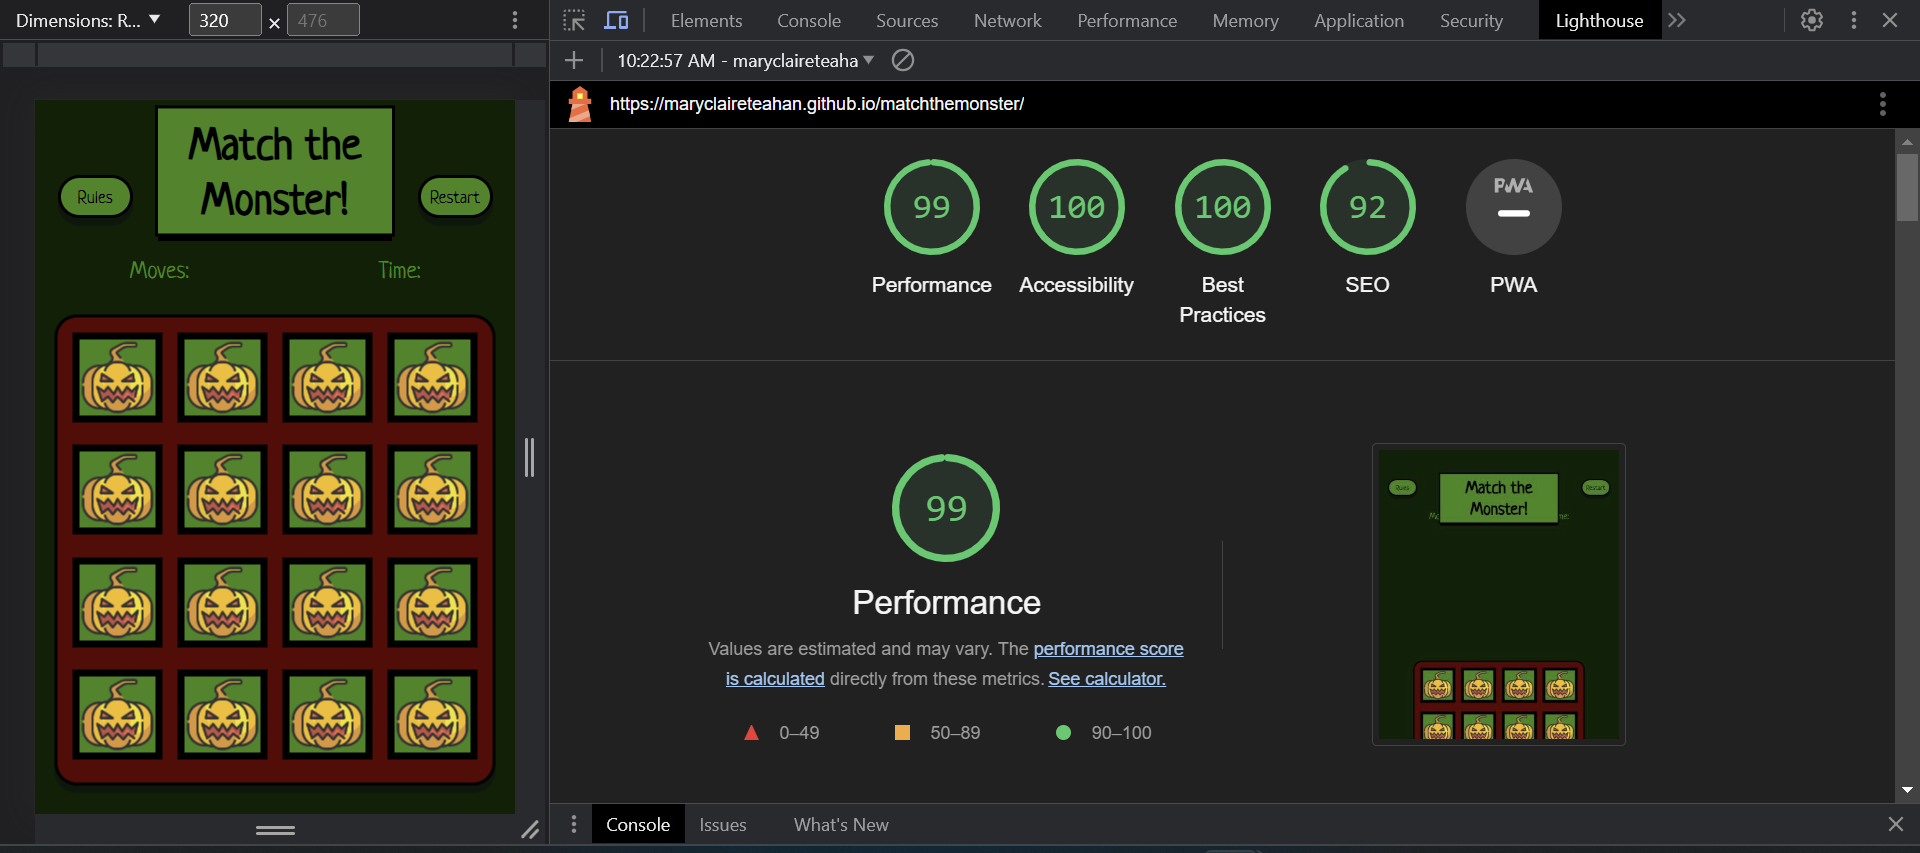 Dimensions: R... 320 × 476
Elements Console Sources Network Performance Memory Application Security Lighthouse
10:22:57 AM - maryclaireteaha
https://maryclaireteahan.github.io/matchthemonster/
Match the
Monster!
Rules
Restart
Moves: Time:
99 100 100 92 PWA
Performance Accessibility Best
Practices SEO PWA
99
Performance
Values are estimated and may vary. The performance score
is calculated directly from these metrics. See calculator.
0–49 50–89 90–100
Match the
Monster!
Rules
Restart
Console Issues What's New